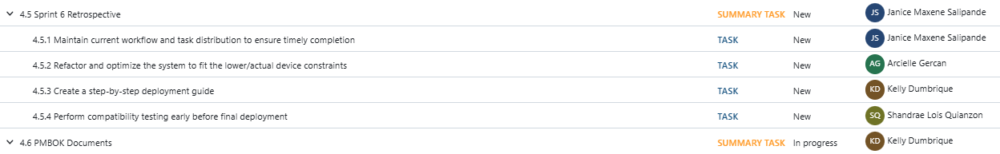 4.5 Sprint 6 Retrospective SUMMARY TASK New JS Janice Maxene Salipande
4.5.1 Maintain current workflow and task distribution to ensure timely completion TASK New JS Janice Maxene Salipande
4.5.2 Refactor and optimize the system to fit the lower/actual device constraints TASK New AG Arcielle Gercan
4.5.3 Create a step-by-step deployment guide TASK New KD Kelly Dumbrique
4.5.4 Perform compatibility testing early before final deployment TASK New SQ Shandrae Lois Quianzon
4.6 PMBOK Documents SUMMARY TASK In progress KD Kelly Dumbrique